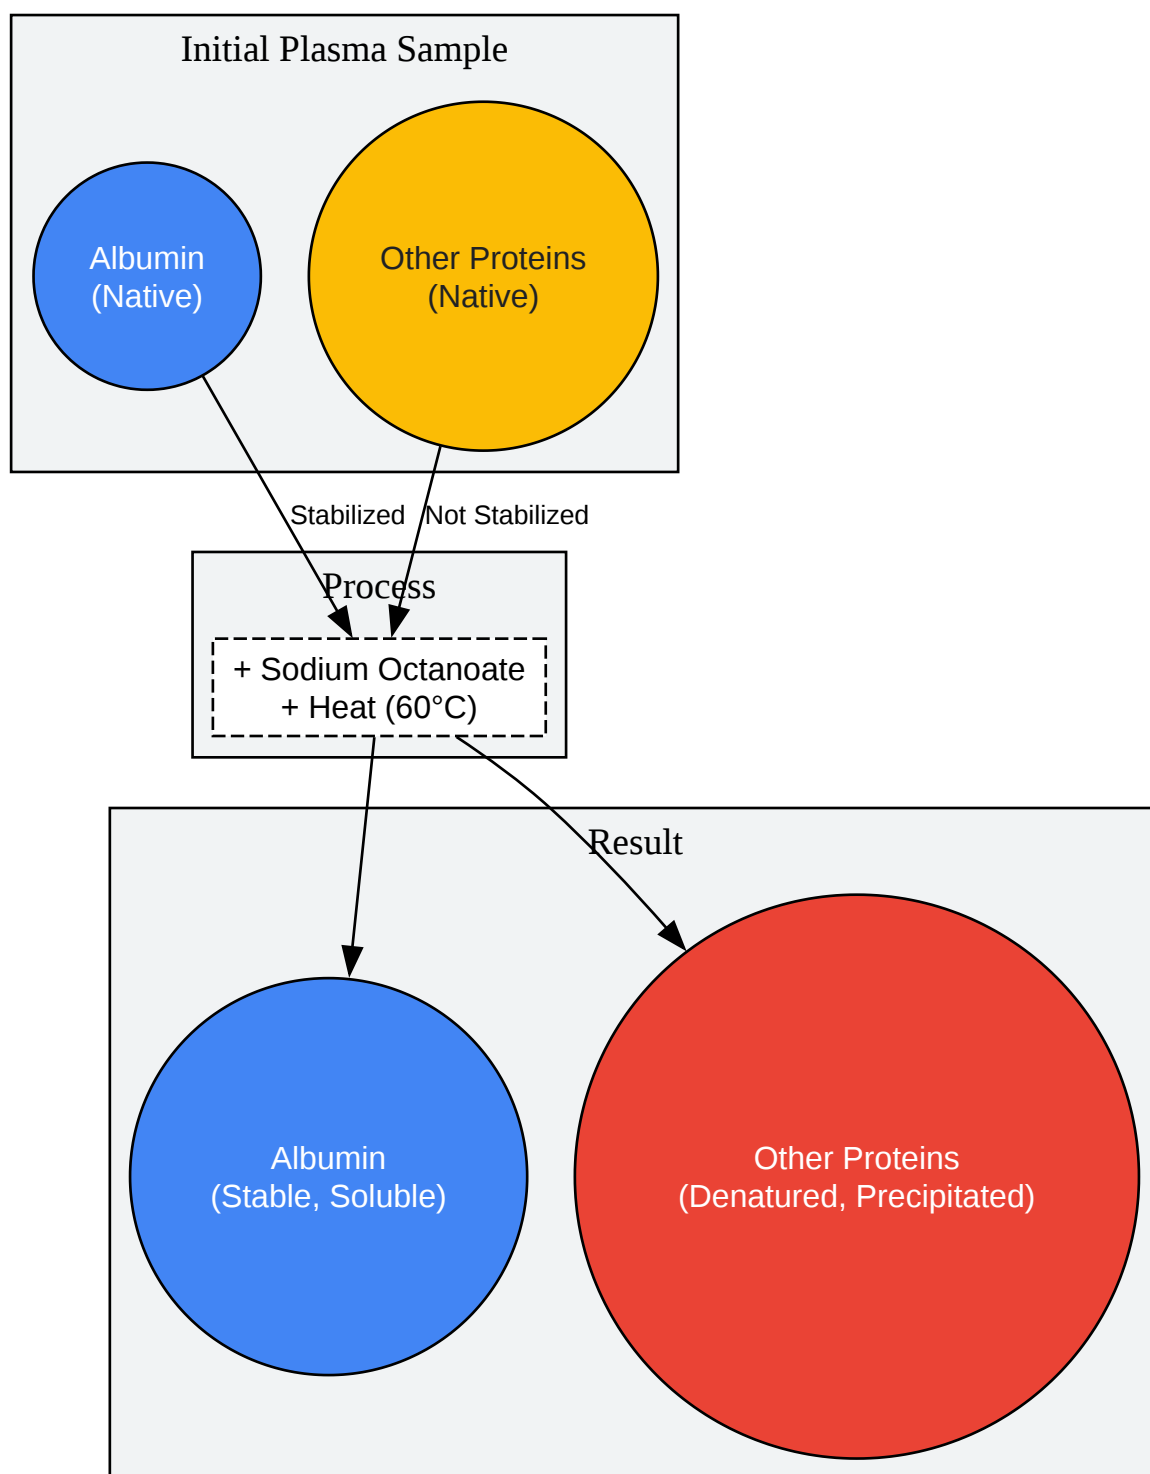 Initial Plasma Sample
Albumin
(Native)
Other Proteins
(Native)
Stabilized
Not Stabilized
Process
+ Sodium Octanoate
+ Heat (60°C)
Result
Albumin
(Stable, Soluble)
Other Proteins
(Denatured, Precipitated)